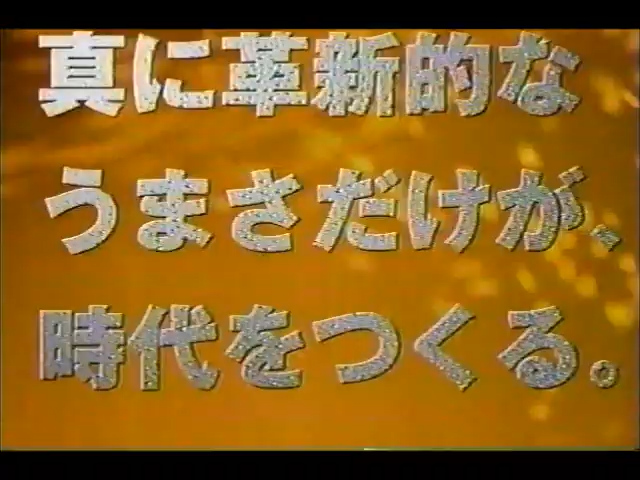 真に革新的な
うまさだけが、
時代をつくる。